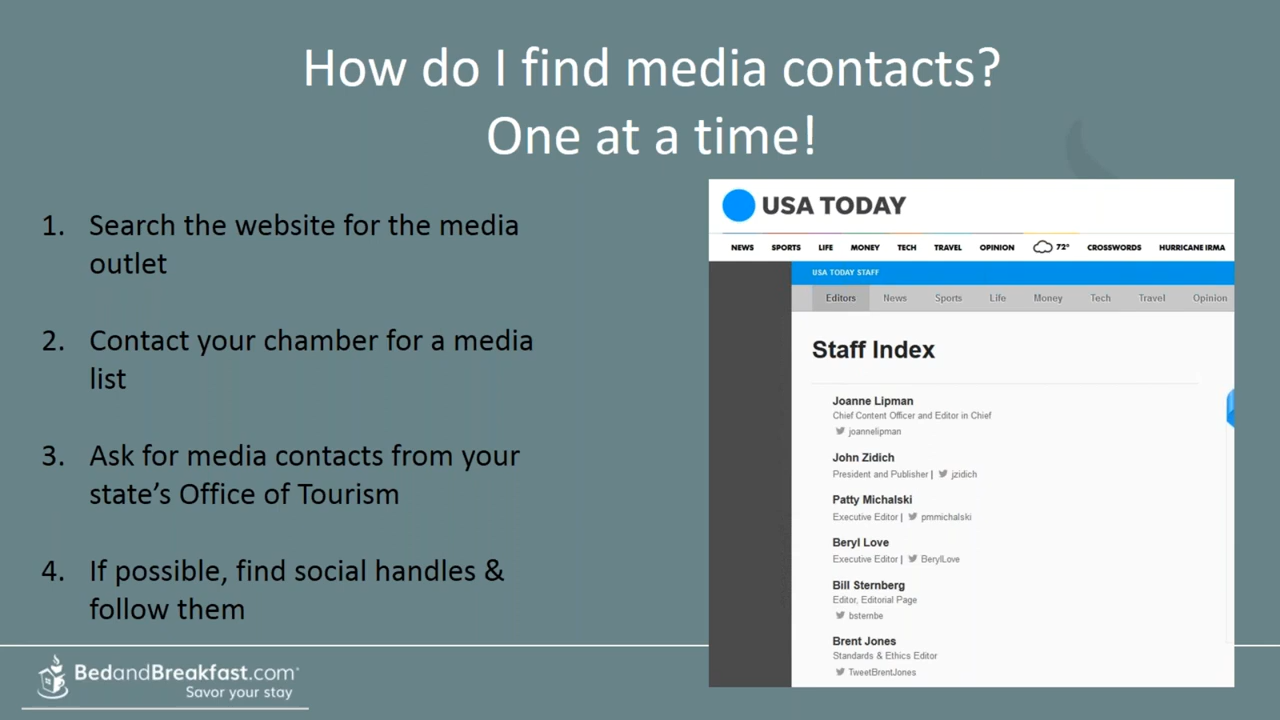 How do I find media contacts?
One at a time!
1. Search the website for the media
outlet
2. Contact your chamber for a media
list
3. Ask for media contacts from your
state’s Office of Tourism
4. If possible, find social handles &
follow them
BedandBreakfast.com
Savor your stay
USA TODAY
NEWS SPORTS LIFE MONEY TECH TRAVEL OPINION 72° CROSSWORDS HURRICANE IRMA
USA TODAY STAFF
Editors News Sports Life Money Tech Travel Opinion
Staff Index
Joanne Lipman
Chief Content Officer and Editor in Chief
joannelipman
John Zidich
President and Publisher | jzidich
Patty Michalski
Executive Editor | pmmichalski
Beryl Love
Executive Editor | BerylLove
Bill Sternberg
Editor, Editorial Page
bsternbe
Brent Jones
Standards & Ethics Editor
TweetBrentJones